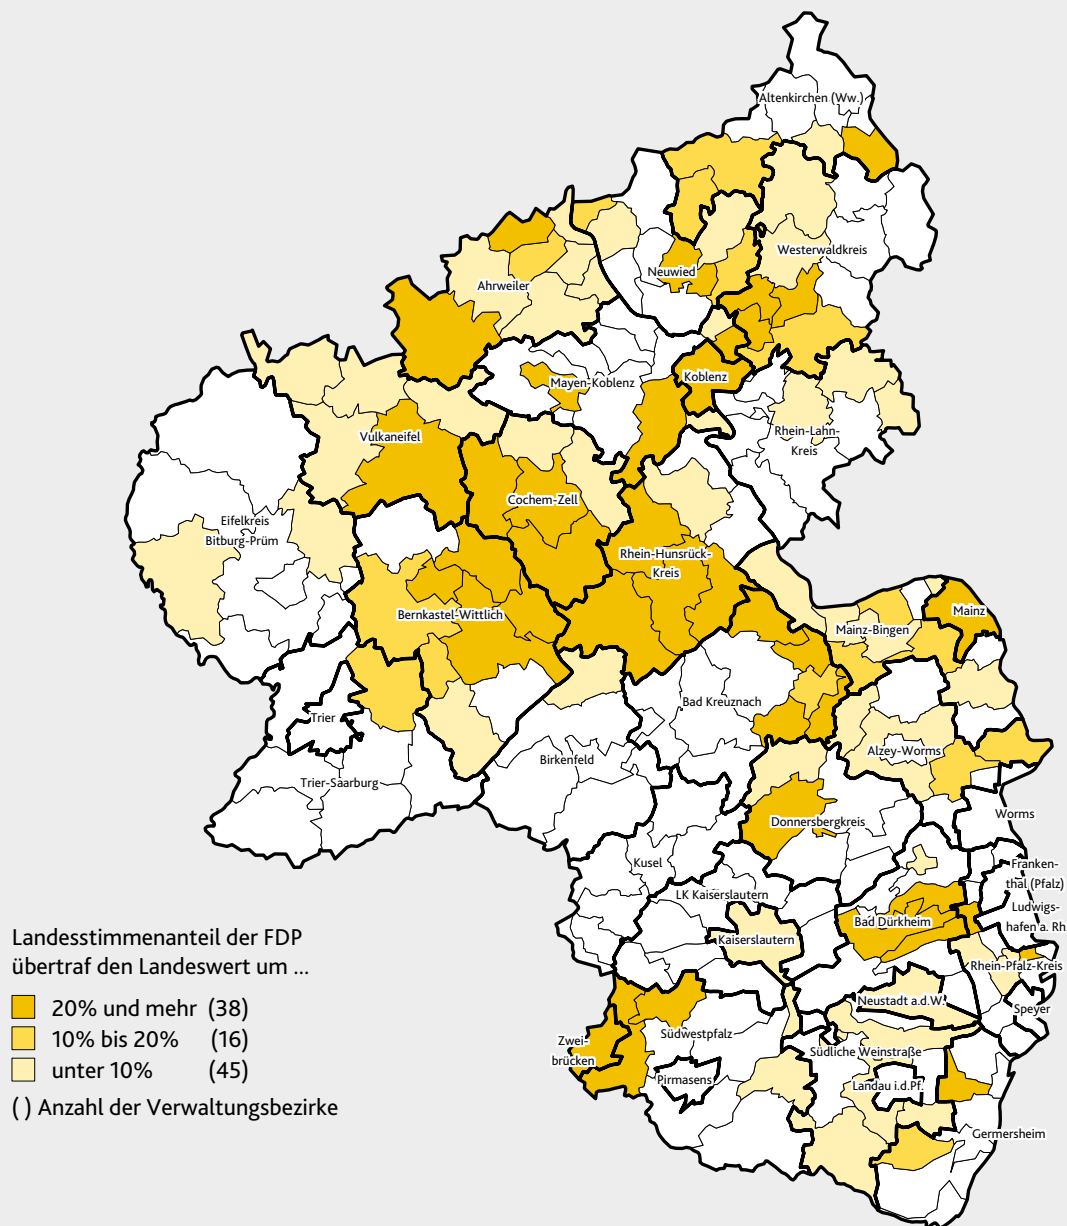 Altenkirchen (Ww.)
Westerwaldkreis
Neuwied
Ahrweiler
Koblenz
Mayen-Koblenz
Rhein-Lahn-
Kreis
Vulkaneifel
Cochem-Zell
Eifelkreis
Bitburg-Prüm
Rhein-Hunsrück-
Kreis
Bernkastel-Wittlich
Mainz
Mainz-Bingen
Bad Kreuznach
Trier
Alzey-Worms
Birkenfeld
Trier-Saarburg
Worms
Donnersbergkreis
Kusel
Franken-
thal (Pfalz)
LK Kaiserslautern
Ludwigs-
hafen a. Rh.
Bad Dürkheim
Kaiserslautern
Rhein-Pfalz-Kreis
Neustadt a.d.W.
Speyer
Südwestpfalz
Zwei-
brücken
Südliche Weinstraße
Pirmasens
Landau i.d.Pf.
Germersheim
Landesstimmenanteil der FDP
übertraf den Landeswert um ...
20% und mehr (38)
10% bis 20% (16)
unter 10% (45)
( ) Anzahl der Verwaltungsbezirke